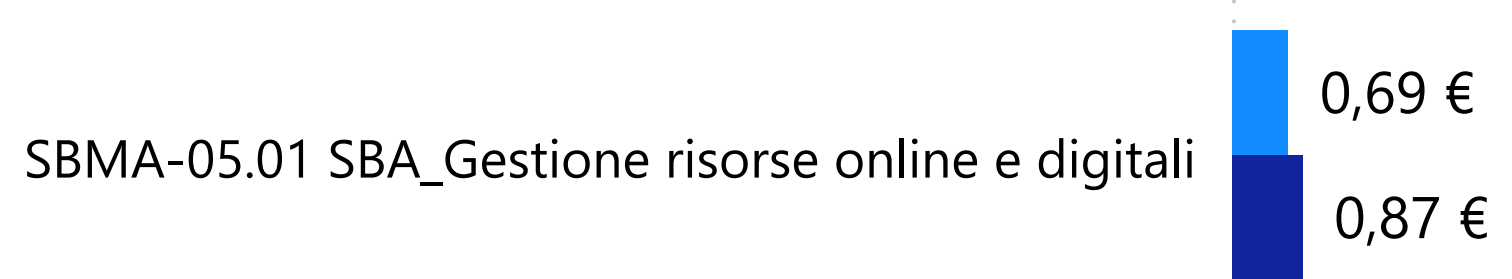 0,69 €
SBMA-05.01 SBA_Gestione risorse online e digitali
0,87 €